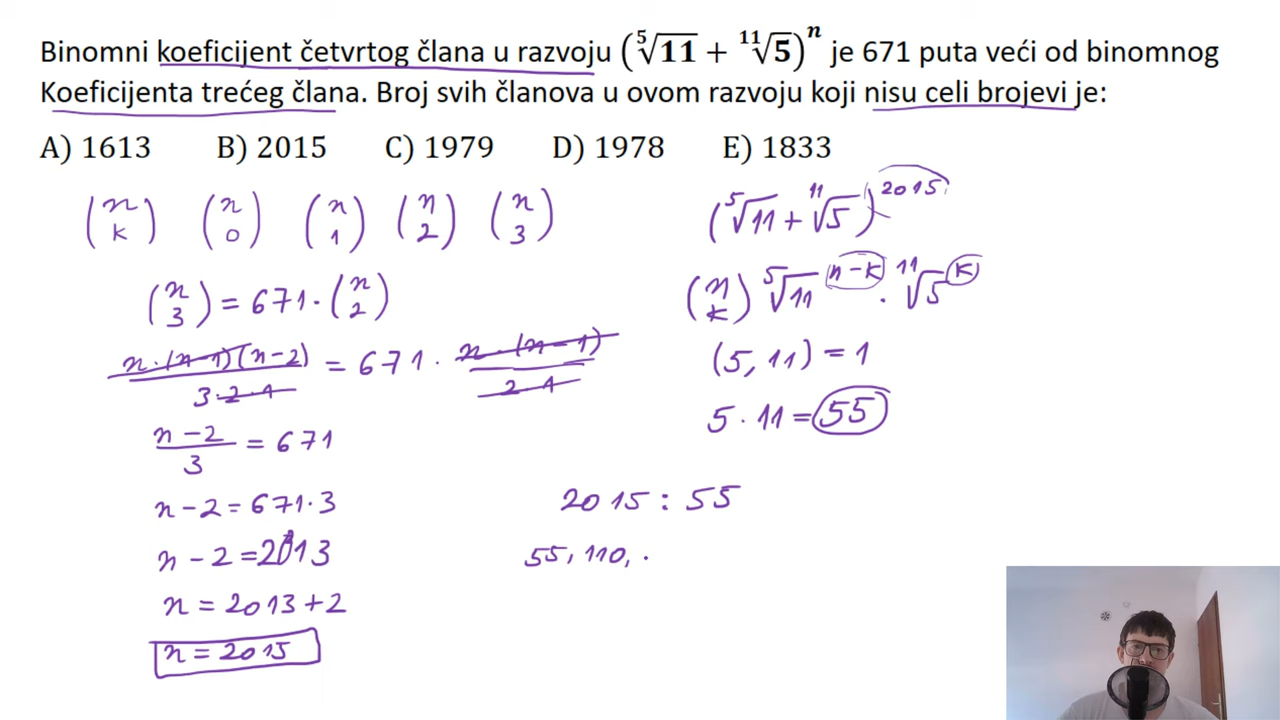 Binomni koeficijent četvrtog člana u razvoju (⁵√11 + ¹¹√5)ⁿ je 671 puta veći od binomnog
Koeficijenta trećeg člana. Broj svih članova u ovom razvoju koji nisu celi brojevi je:
A) 1613 B) 2015 C) 1979 D) 1978 E) 1833
(n k) (n 0) (n 1) (n 2) (n 3)
(n 3) = 671 · (n 2)
n·(n-1)(n-2) / 3·2·1 = 671 · n·(n-1) / 2·1
n-2 / 3 = 671
n-2 = 671·3
n-2 = 2013
n = 2013+2
n = 2015
(⁵√11 + ¹¹√5)²⁰¹⁵
(n k) ⁵√11ⁿ⁻ᵏ · ¹¹√5ᵏ
(5, 11) = 1
5 · 11 = 55
2015 : 55
55, 110, .